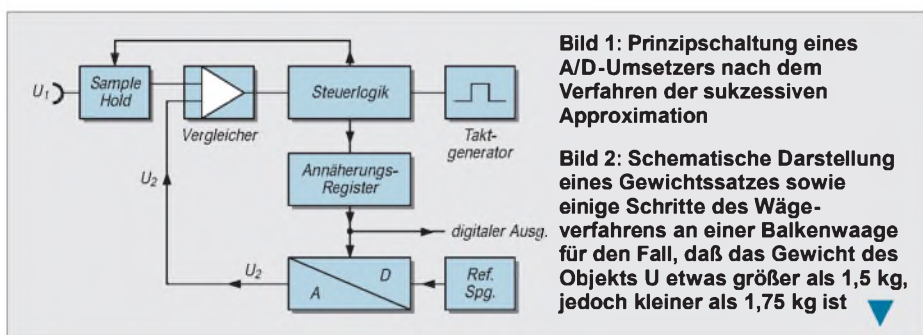 U1
Sample
Hold
Vergleicher
Steuerlogik
Takt-
generator
Annäherungs-
Register
U2
digitaler Ausg.
U2
A
D
Ref.
Spg.
Bild 1: Prinzipschaltung eines
A/D-Umsetzers nach dem
Verfahren der sukzessiven
Approximation
Bild 2: Schematische Darstellung
eines Gewichtssatzes sowie
einige Schritte des Wäge-
verfahrens an einer Balkenwaage
für den Fall, daß das Gewicht des
Objekts U etwas größer als 1,5 kg,
jedoch kleiner als 1,75 kg ist